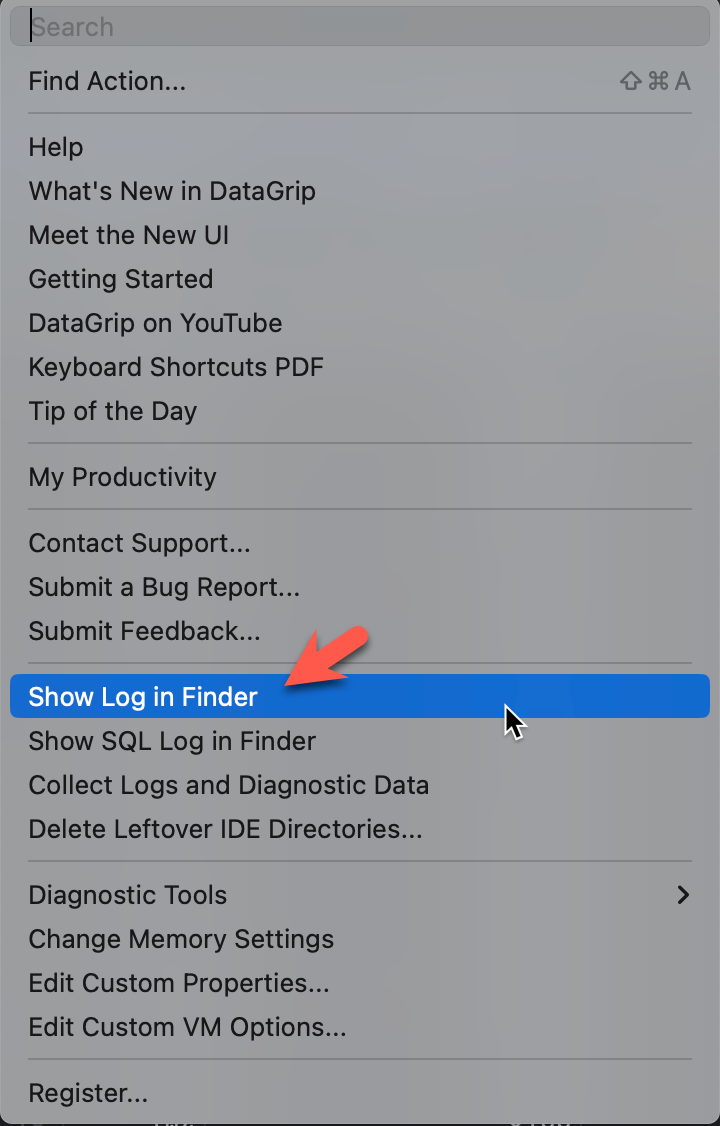 Search
Find Action... ⇧⌘A
Help
What's New in DataGrip
Meet the New UI
Getting Started
DataGrip on YouTube
Keyboard Shortcuts PDF
Tip of the Day
My Productivity
Contact Support...
Submit a Bug Report...
Submit Feedback...
Show Log in Finder
Show SQL Log in Finder
Collect Logs and Diagnostic Data
Delete Leftover IDE Directories...
Diagnostic Tools
Change Memory Settings
Edit Custom Properties...
Edit Custom VM Options...
Register...